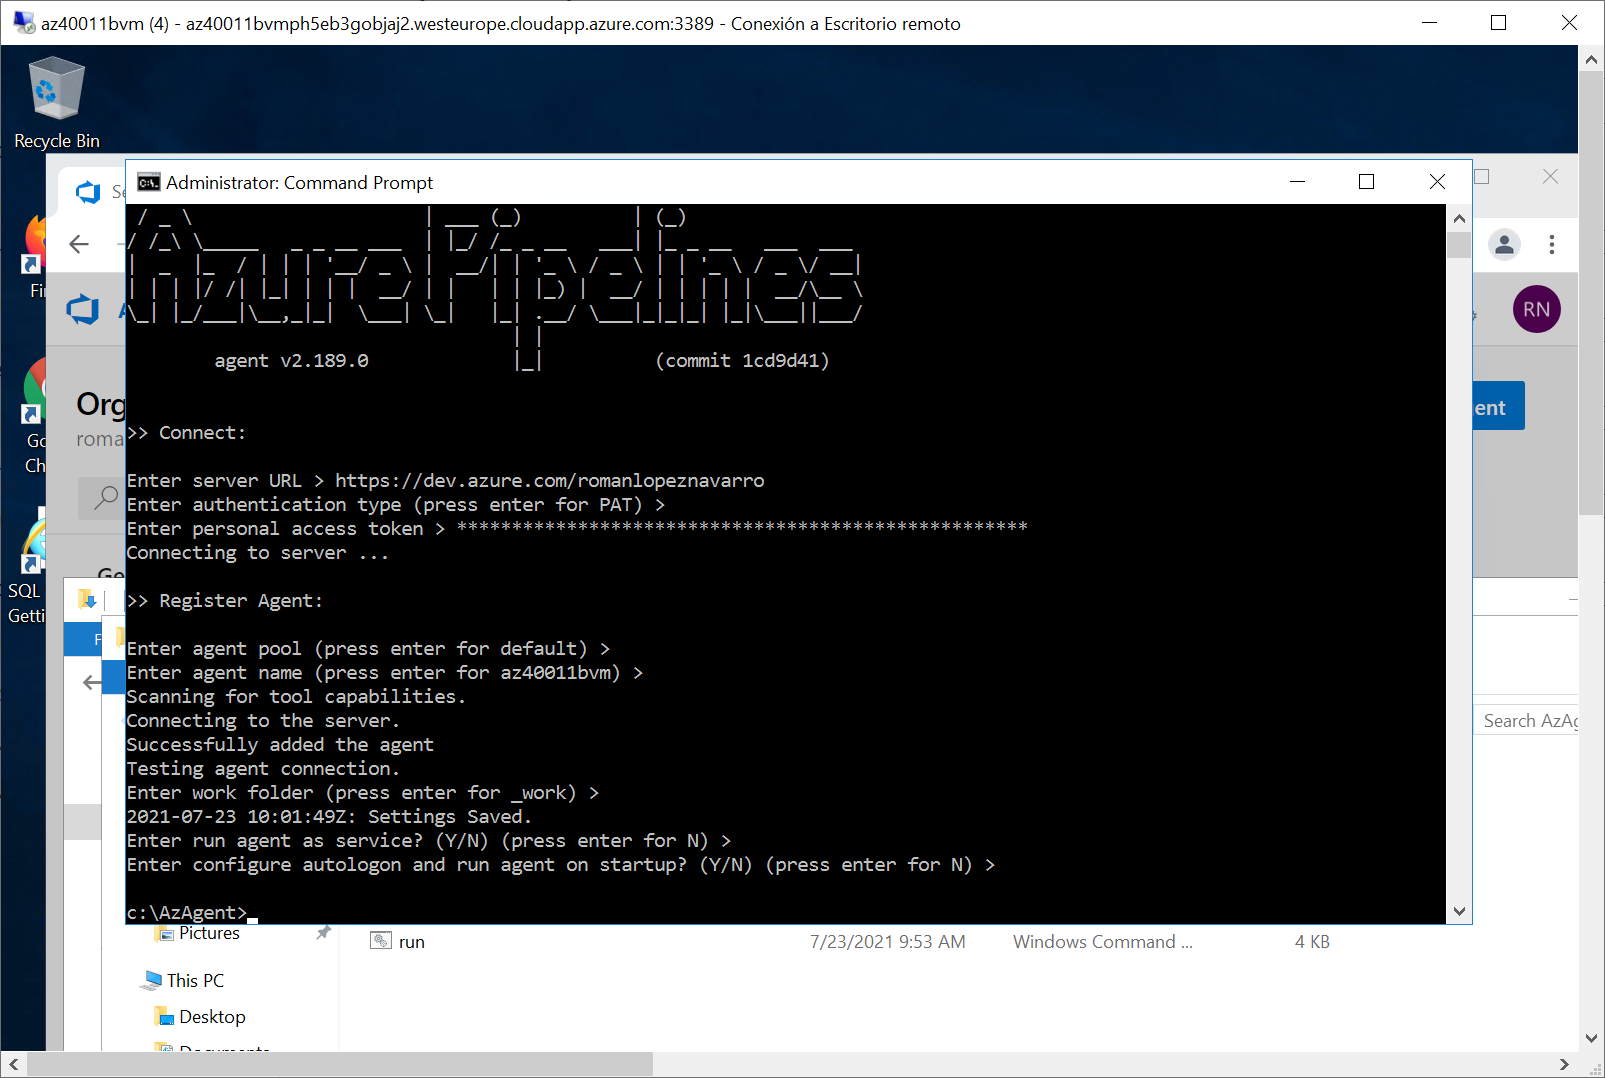 az40011bvm (4) - az40011bvmph5eb3gobjaj2.westeurope.cloudapp.azure.com:3389 - Conexión a Escritorio remoto
Recycle Bin
Administrator: Command Prompt
Azure Pipelines
agent v2.189.0 (commit 1cd9d41)
RN
Org
roma
ent
>> Connect:
Enter server URL > https://dev.azure.com/romanlopeznavarro
Enter authentication type (press enter for PAT) >
Enter personal access token > ****************************************************
Connecting to server ...
>> Register Agent:
Enter agent pool (press enter for default) >
Enter agent name (press enter for az40011bvm) >
Scanning for tool capabilities.
Connecting to the server.
Successfully added the agent
Testing agent connection.
Enter work folder (press enter for _work) >
2021-07-23 10:01:49Z: Settings Saved.
Enter run agent as service? (Y/N) (press enter for N) >
Enter configure autologon and run agent on startup? (Y/N) (press enter for N) >
c:\AzAgent>
Fi
Go
Ch
SQL
Getti
Ge
F
Search AzAg
Pictures
run 7/23/2021 9:53 AM Windows Command ... 4 KB
This PC
Desktop
Documents